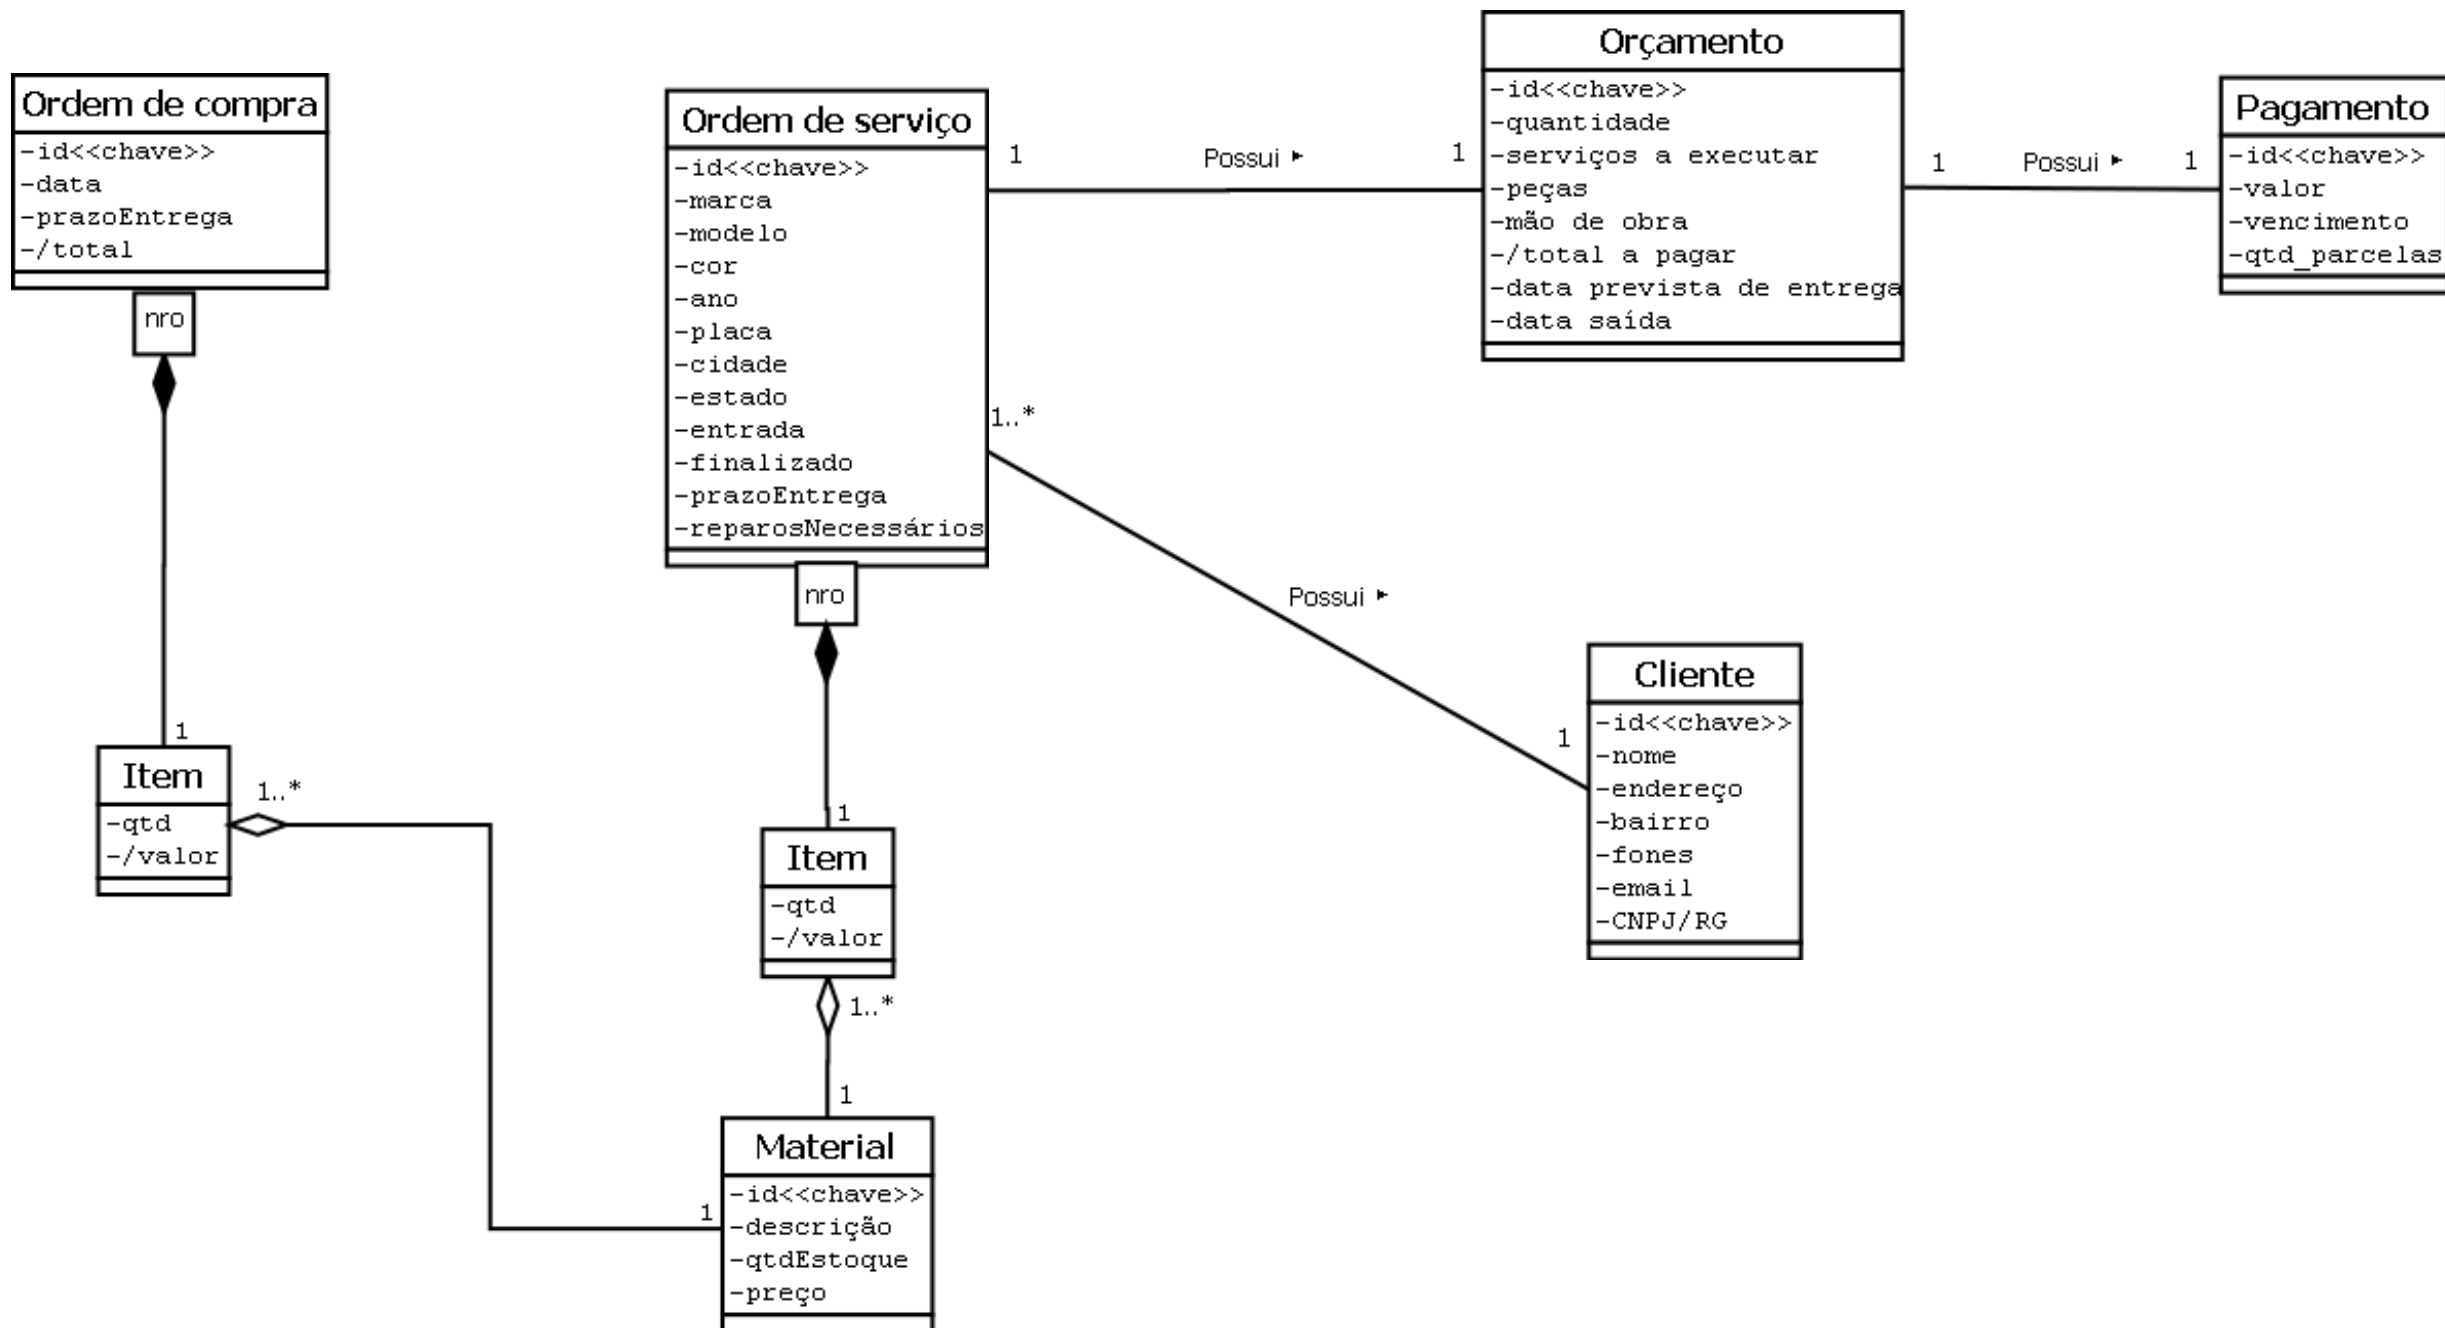 Ordem de compra
-id<<chave>>
-data
-prazoEntrega
-/total
nro
1
Item
-qtd
-/valor
1..*
Ordem de serviço
-id<<chave>>
-marca
-modelo
-cor
-ano
-placa
-cidade
-estado
-entrada
-finalizado
-prazoEntrega
-reparosNecessários
nro
1
Item
-qtd
-/valor
1..*
1
Material
-id<<chave>>
-descrição
-qtdEstoque
-preço
1
1
Possui ▸
1
Orçamento
-id<<chave>>
-quantidade
-serviços a executar
-peças
-mão de obra
-/total a pagar
-data prevista de entrega
-data saída
1
Possui ▸
1
Pagamento
-id<<chave>>
-valor
-vencimento
-qtd_parcelas
1..*
Possui ▸
1
Cliente
-id<<chave>>
-nome
-endereço
-bairro
-fones
-email
-CNPJ/RG